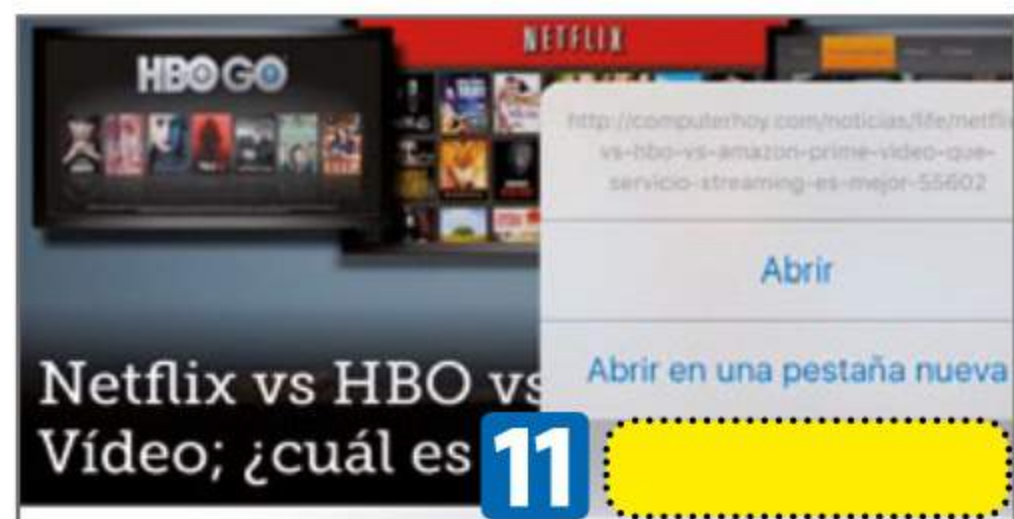 NETFLIX
HBO GO
http://computerhoy.com/noticias/life/netflix
vs-hbo-vs-amazon-prime-video-que-
servicio-streaming-es-mejor-55602
Abrir
Abrir en una pestaña nueva
Netflix vs HBO vs
Vídeo; ¿cuál es
11